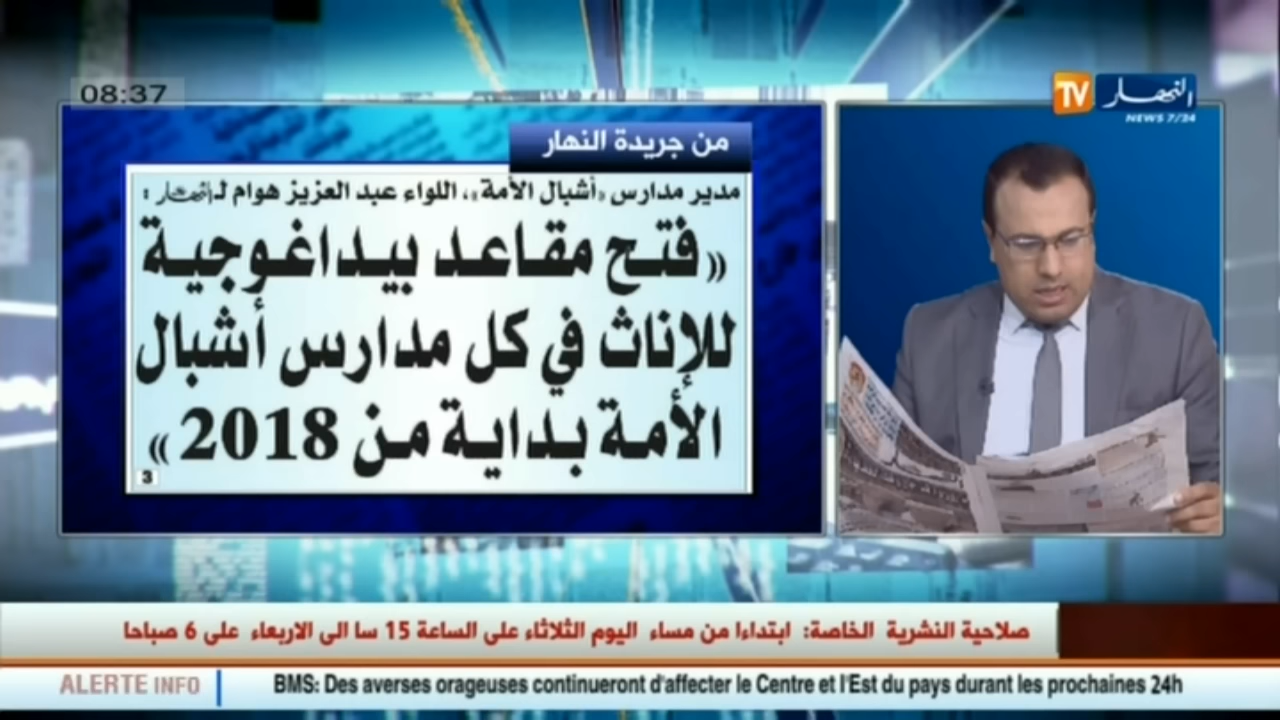 08:37
TV النهار
NEWS 7/24
من جريدة النهار
مدير مدارس «أشبال الأمة»، اللواء عبد العزيز هوام لـ النهار :
«فتح مقاعد بيداغوجية
للإناث في كل مدارس أشبال
الأمة بداية من 2018»
3
صلاحية النشرية الخاصة: ابتداءا من مساء اليوم الثلاثاء على الساعة 15 سا الى الاربعاء على 6 صباحا
ALERTE INFO
BMS: Des averses orageuses continueront d'affecter le Centre et l'Est du pays durant les prochaines 24h